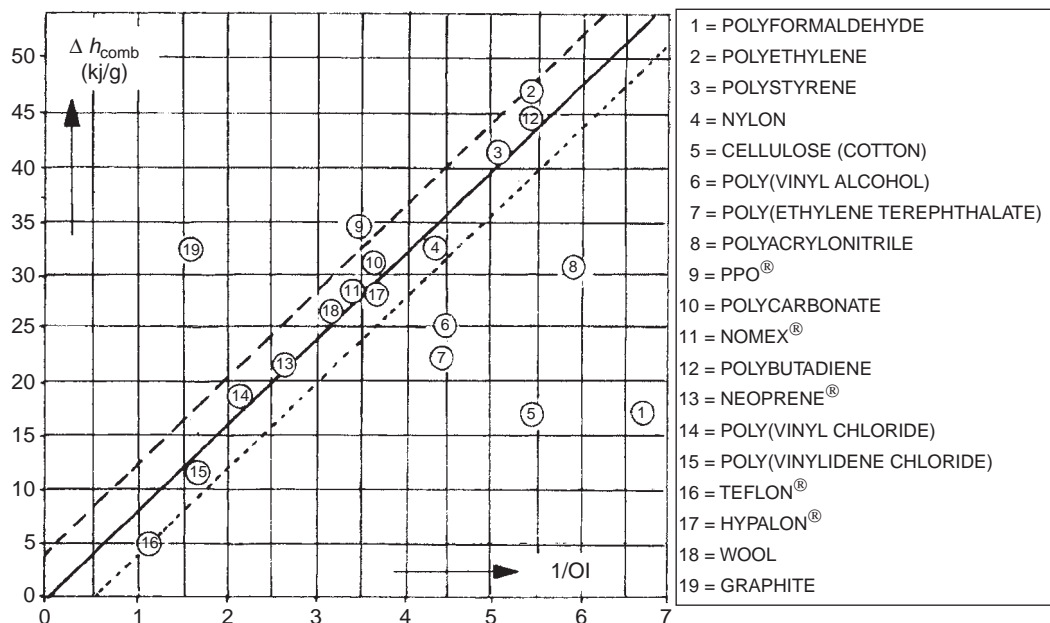 Δ hcomb
(kj/g)
50
45
40
35
30
25
20
15
10
5
0
0
1
2
3
4
5
6
7
1/OI
2
12
3
9
4
19
10
8
11
17
18
6
7
13
14
5
1
15
16
1 = POLYFORMALDEHYDE
2 = POLYETHYLENE
3 = POLYSTYRENE
4 = NYLON
5 = CELLULOSE (COTTON)
6 = POLY(VINYL ALCOHOL)
7 = POLY(ETHYLENE TEREPHTHALATE)
8 = POLYACRYLONITRILE
9 = PPO®
10 = POLYCARBONATE
11 = NOMEX®
12 = POLYBUTADIENE
13 = NEOPRENE®
14 = POLY(VINYL CHLORIDE)
15 = POLY(VINYLIDENE CHLORIDE)
16 = TEFLON®
17 = HYPALON®
18 = WOOL
19 = GRAPHITE